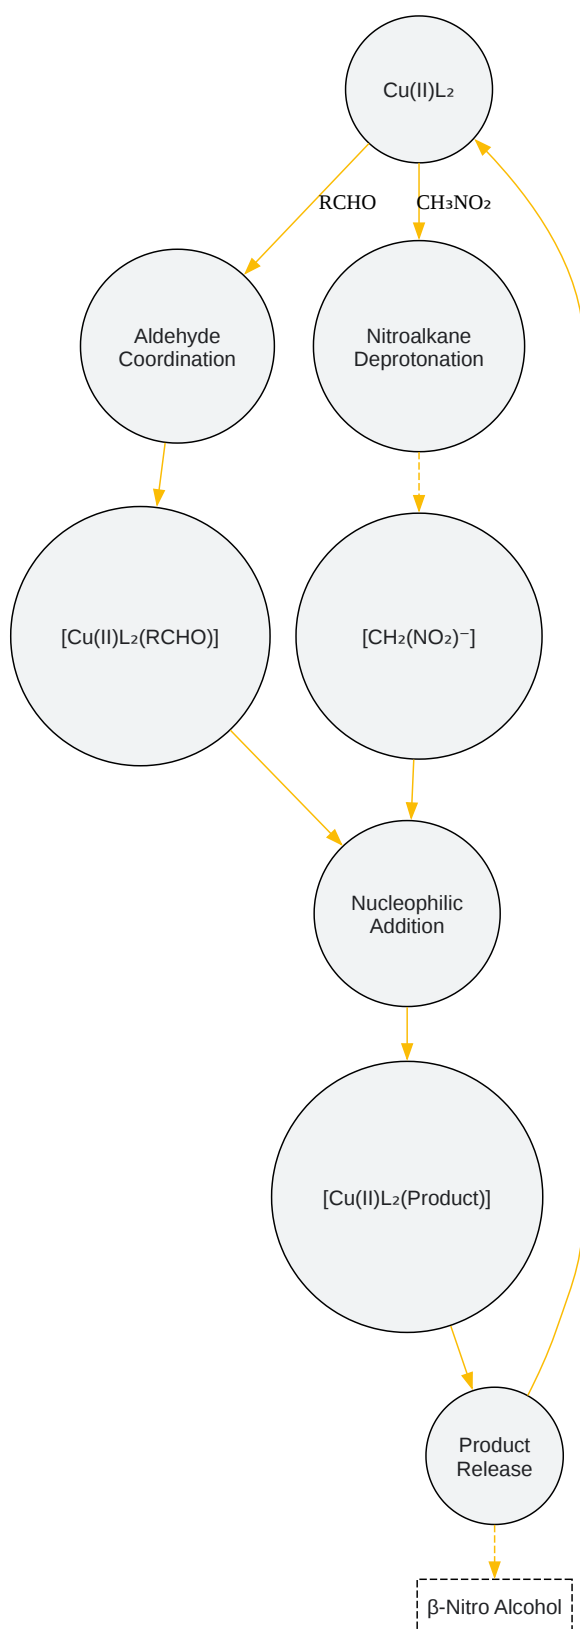 Cu(II)L₂
RCHO
CH₃NO₂
Aldehyde
Coordination
Nitroalkane
Deprotonation
[Cu(II)L₂(RCHO)]
[CH₂(NO₂)⁻]
Nucleophilic
Addition
[Cu(II)L₂(Product)]
Product
Release
β-Nitro Alcohol